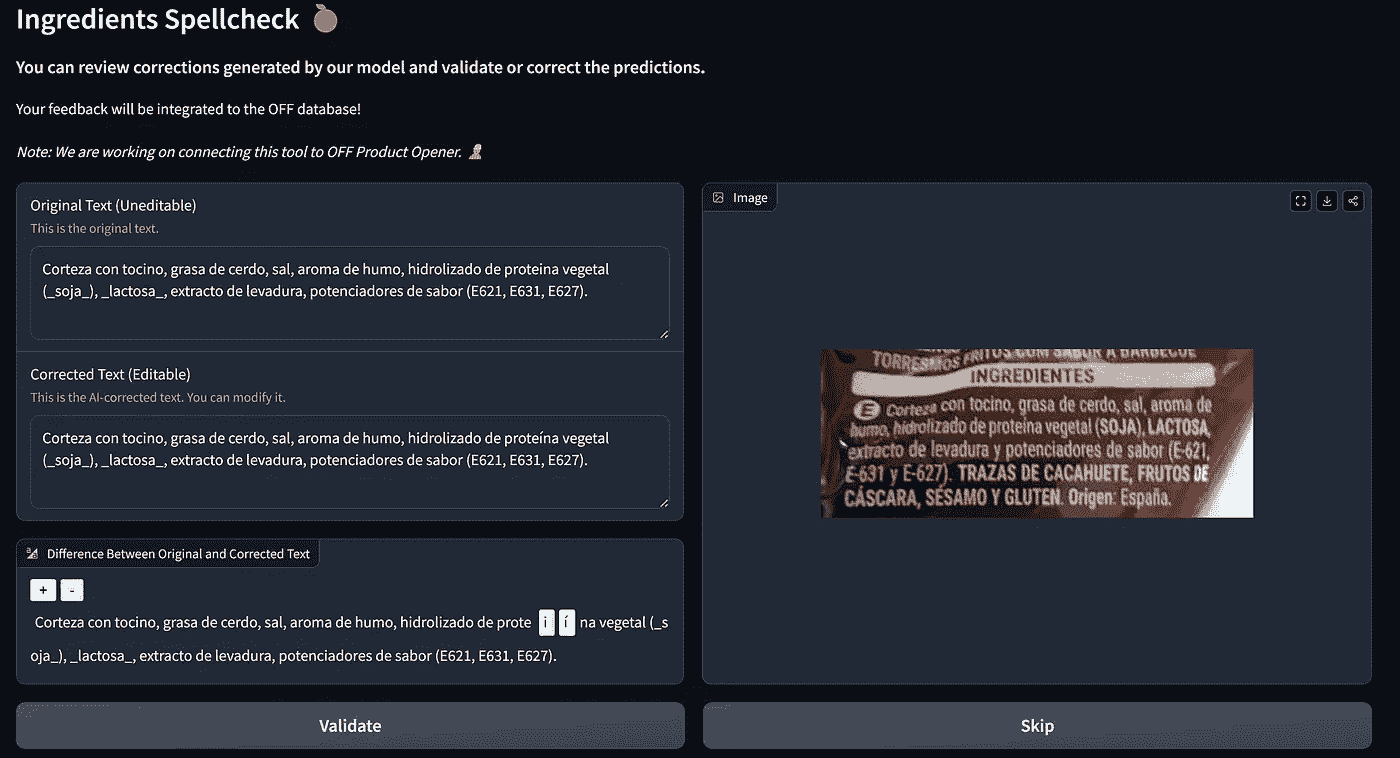 Ingredients Spellcheck
You can review corrections generated by our model and validate or correct the predictions.
Your feedback will be integrated to the OFF database!
Note: We are working on connecting this tool to OFF Product Opener.
Original Text (Uneditable)
This is the original text.
Corteza con tocino, grasa de cerdo, sal, aroma de humo, hidrolizado de proteina vegetal
(_soja_), _lactosa_, extracto de levadura, potenciadores de sabor (E621, E631, E627).
Corrected Text (Editable)
This is the AI-corrected text. You can modify it.
Corteza con tocino, grasa de cerdo, sal, aroma de humo, hidrolizado de proteína vegetal
(_soja_), _lactosa_, extracto de levadura, potenciadores de sabor (E621, E631, E627).
Difference Between Original and Corrected Text
+ -
Corteza con tocino, grasa de cerdo, sal, aroma de humo, hidrolizado de prote i í na vegetal (_s
oja_), _lactosa_, extracto de levadura, potenciadores de sabor (E621, E631, E627).
Validate
Image
TORRESMOS FRITOS COM SABOR A BARBECUE
INGREDIENTES
E Corteza con tocino, grasa de cerdo, sal, aroma de
humo, hidrolizado de proteína vegetal (SOJA), LACTOSA,
extracto de levadura y potenciadores de sabor (E-621,
E-631 y E-627). TRAZAS DE CACAHUETE, FRUTOS DE
CÁSCARA, SÉSAMO Y GLUTEN. Origen: España.
Skip